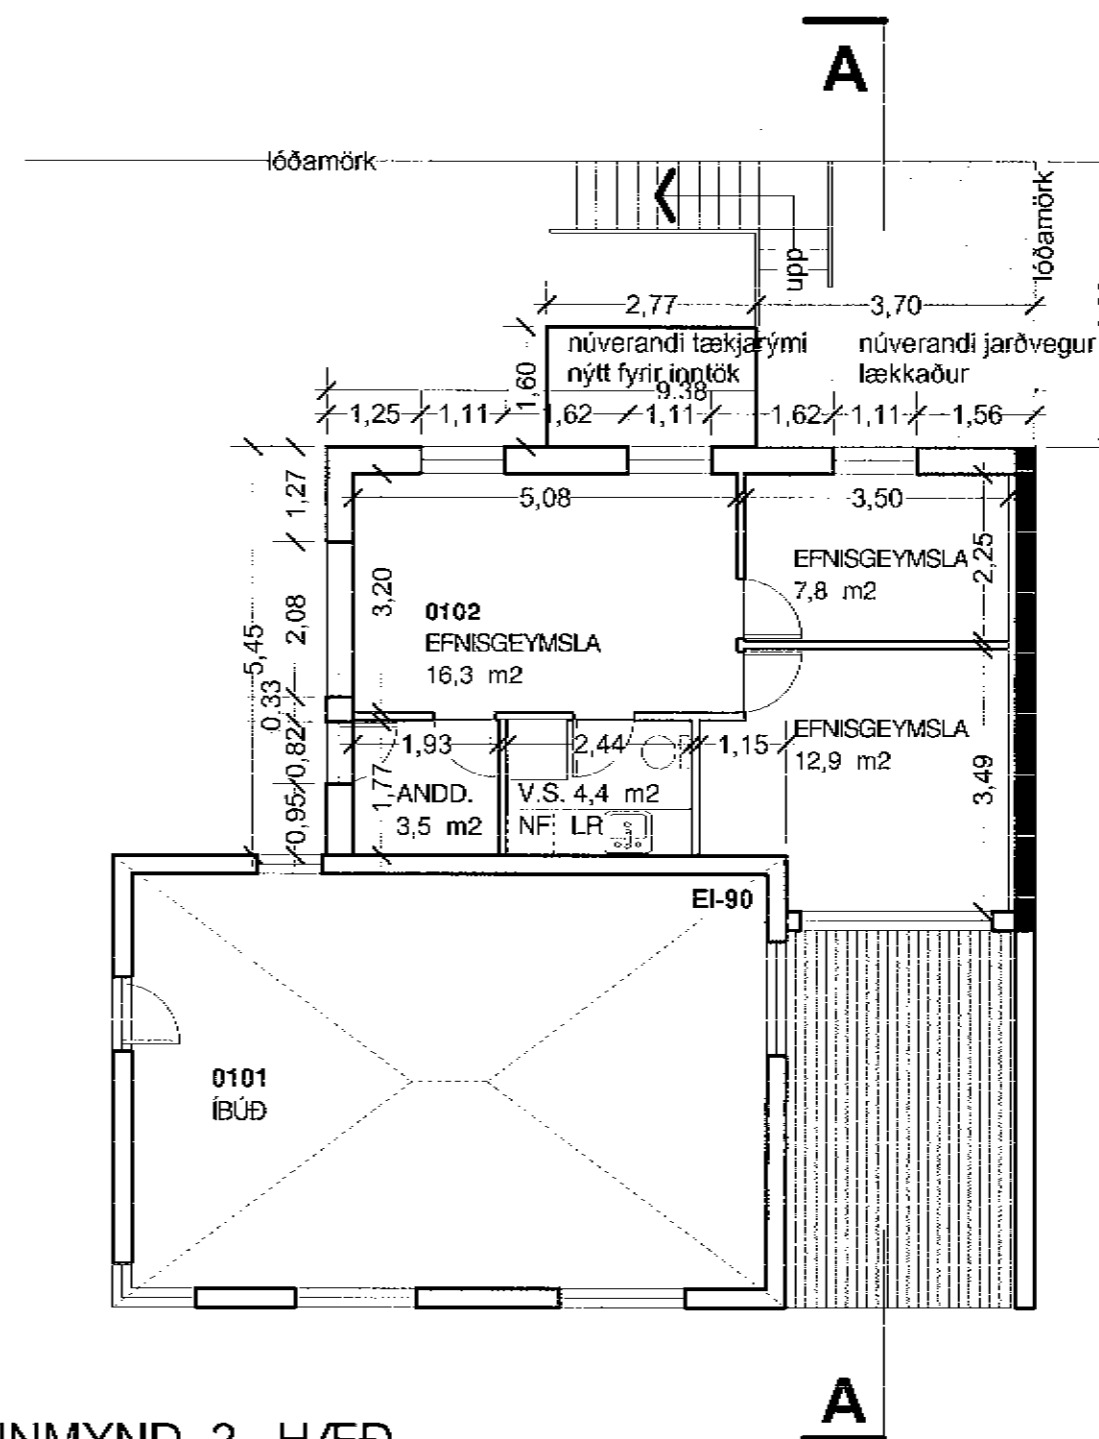 A
lóðamörk
lóðamörk
upp
2,77
3,70
núverandi tækjarými
nýtt fyrir inntök
núverandi jarðvegur
lækkaður
1,60
9.38
1,25
1,11
1,62
1,11
1,62
1,11
1,56
1,27
5,08
3,50
2,25
EFNISGEYMSLA
7,8 m2
3,20
2,08
0102
EFNISGEYMSLA
16,3 m2
5,45
0,33
0,82
0,95
1,93
2,44
1,15
EFNISGEYMSLA
12,9 m2
3,49
1,77
ANDD.
3,5 m2
V.S. 4,4 m2
NF LR
EI-90
0101
ÍBÚÐ
A
HÆÐ